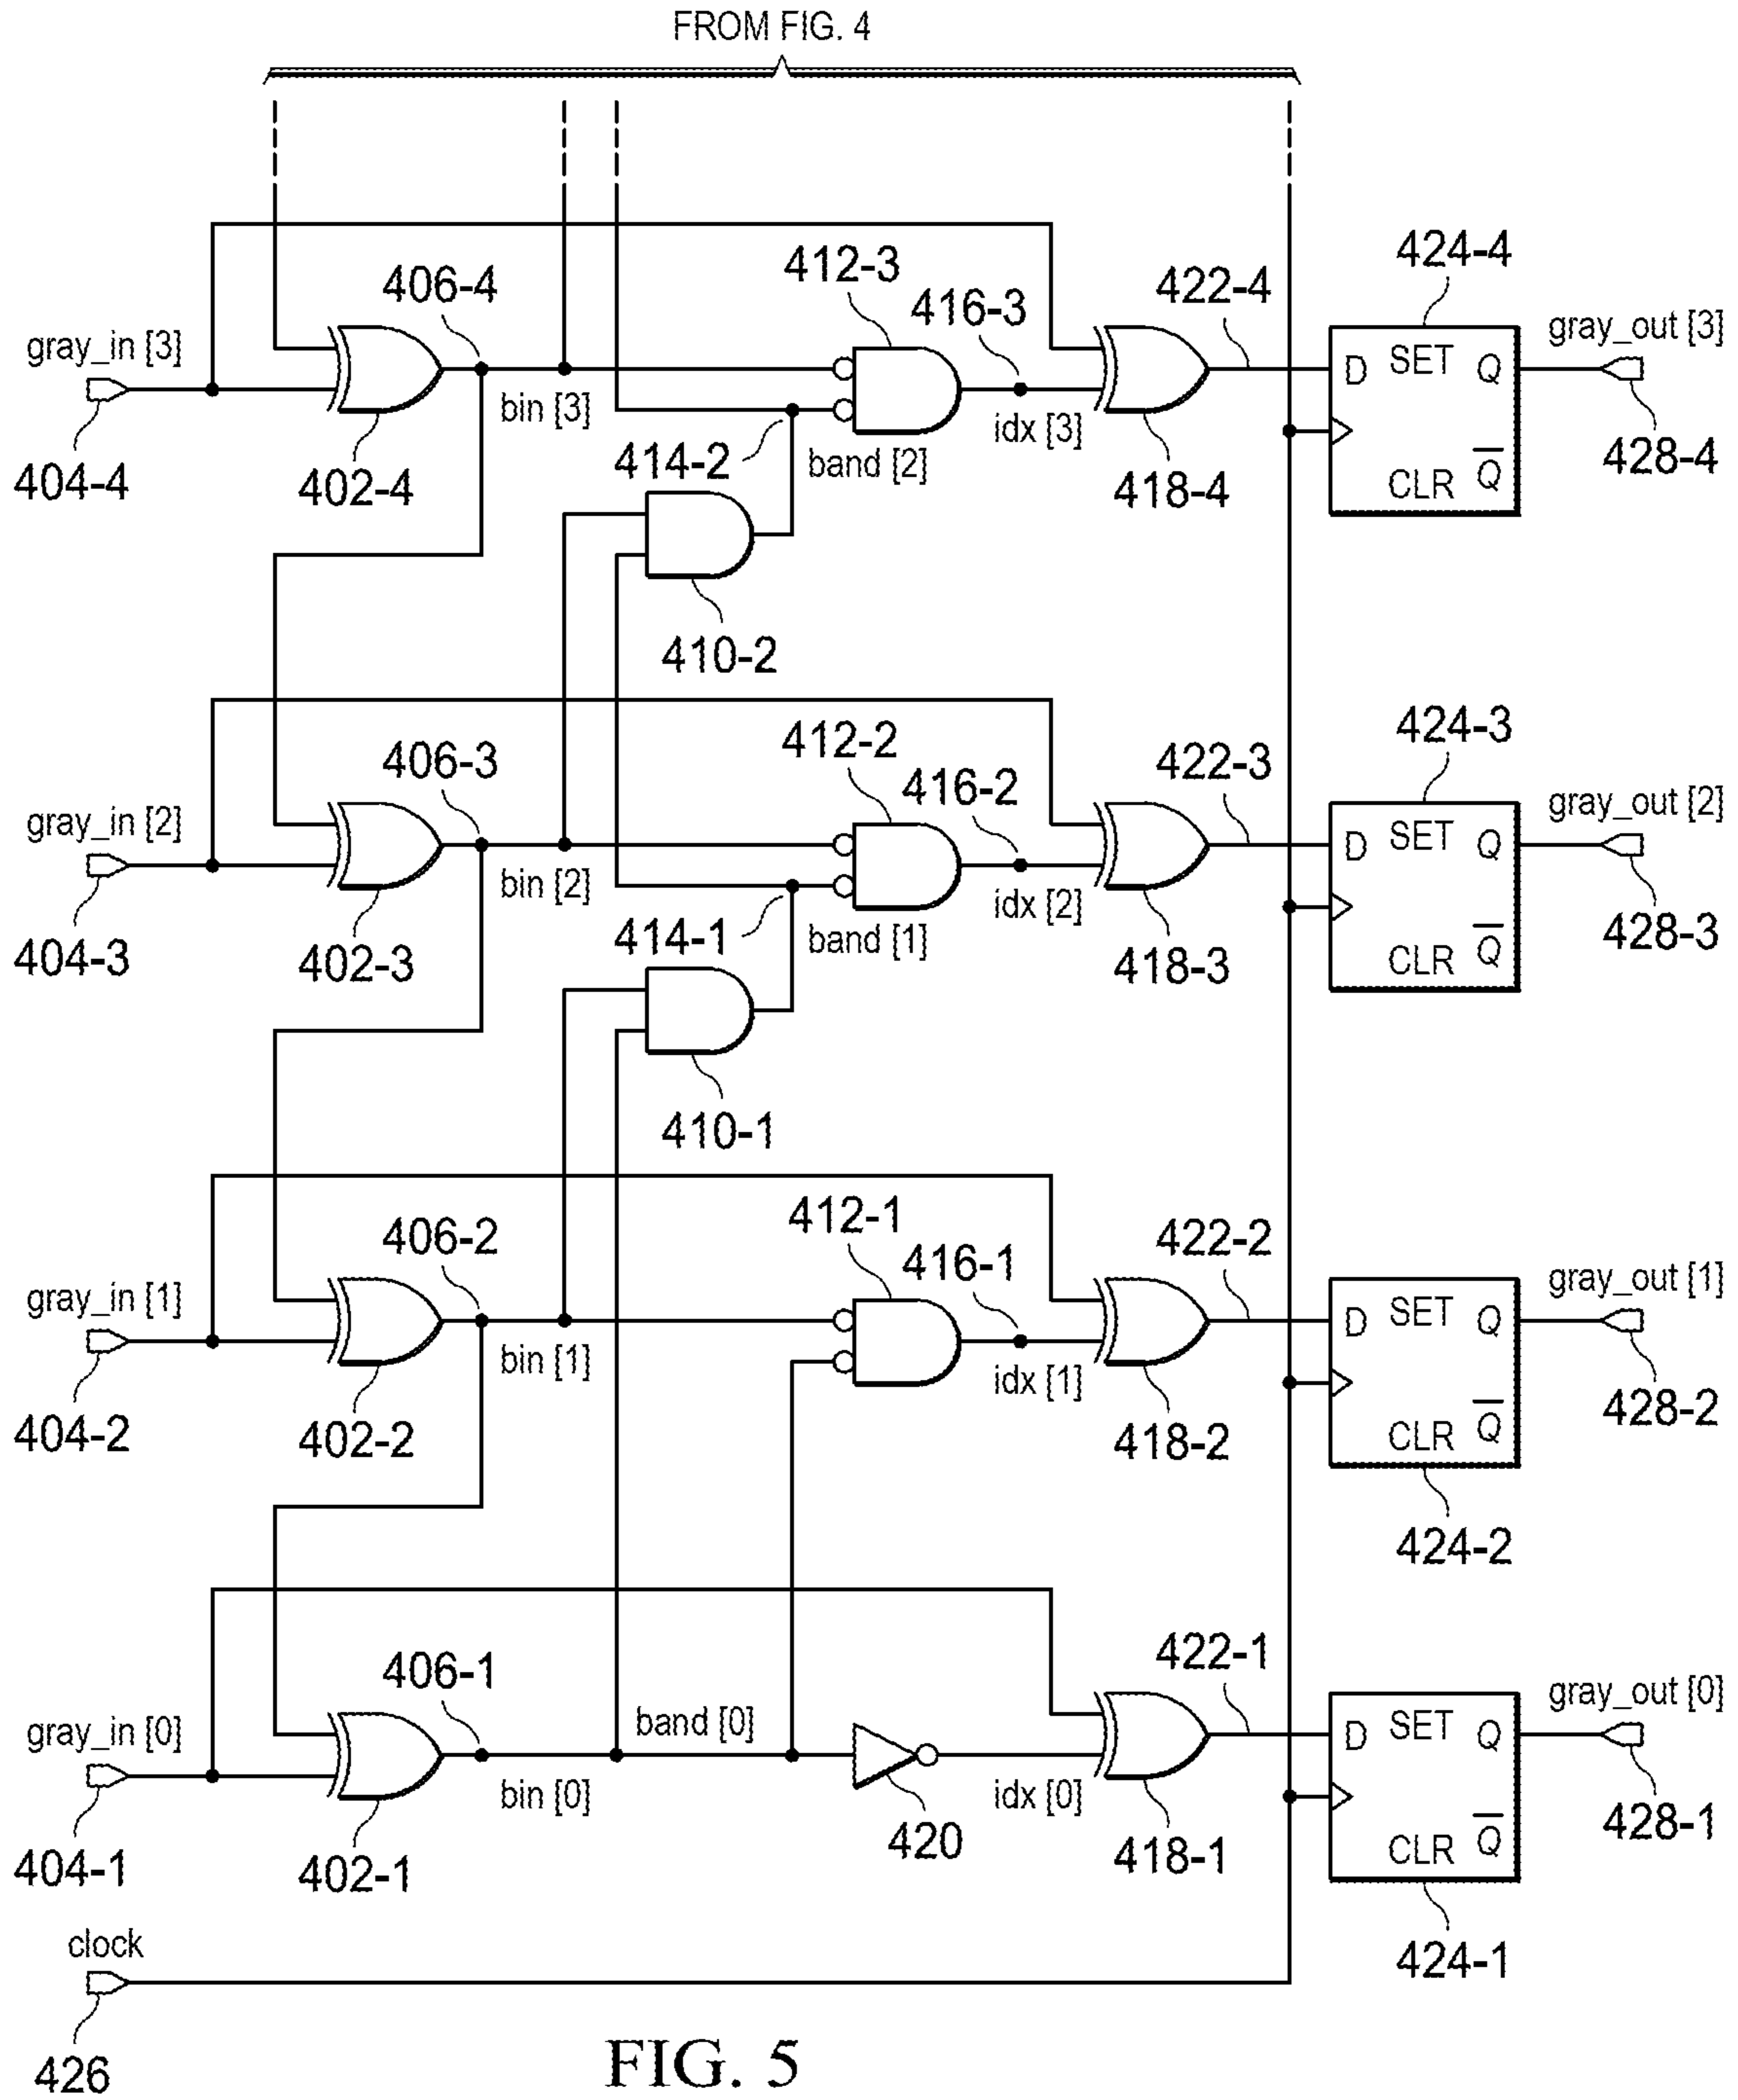 FROM FIG. 4
412-3
424-4
406-4
416-3
422-4
gray_in [3]
gray_out [3]
D SET Q
bin [3]
idx [3]
414-2
band [2]
404-4
402-4
418-4
CLR Q
428-4
410-2
412-2
424-3
406-3
416-2
422-3
gray_in [2]
gray_out [2]
D SET Q
bin [2]
idx [2]
414-1
band [1]
404-3
402-3
418-3
CLR Q
428-3
410-1
412-1
406-2
416-1
422-2
gray_in [1]
gray_out [1]
D SET Q
bin [1]
idx [1]
404-2
402-2
418-2
CLR Q
428-2
424-2
406-1
422-1
gray_in [0]
band [0]
gray_out [0]
D SET Q
bin [0]
idx [0]
404-1
402-1
420
418-1
CLR Q
428-1
clock
424-1
426
FIG. 5